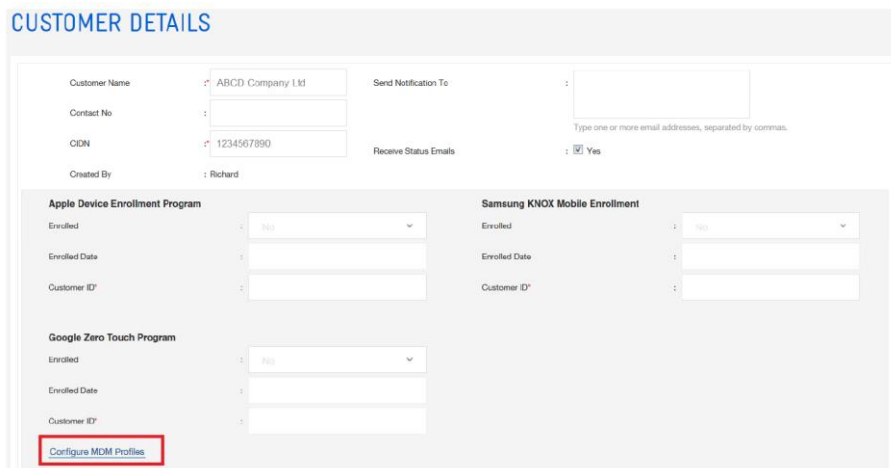 CUSTOMER DETAILS
Customer Name :* ABCD Company Ltd
Send Notification To :
Contact No :
Type one or more email addresses, separated by commas.
CIDN :* 1234567890
Receive Status Emails : Yes
Created By : Richard
Apple Device Enrollment Program
Enrolled : No
Enrolled Date :
Customer ID* :
Samsung KNOX Mobile Enrollment
Enrolled : No
Enrolled Date :
Customer ID* :
Google Zero Touch Program
Enrolled : No
Enrolled Date :
Customer ID* :
Configure MDM Profiles